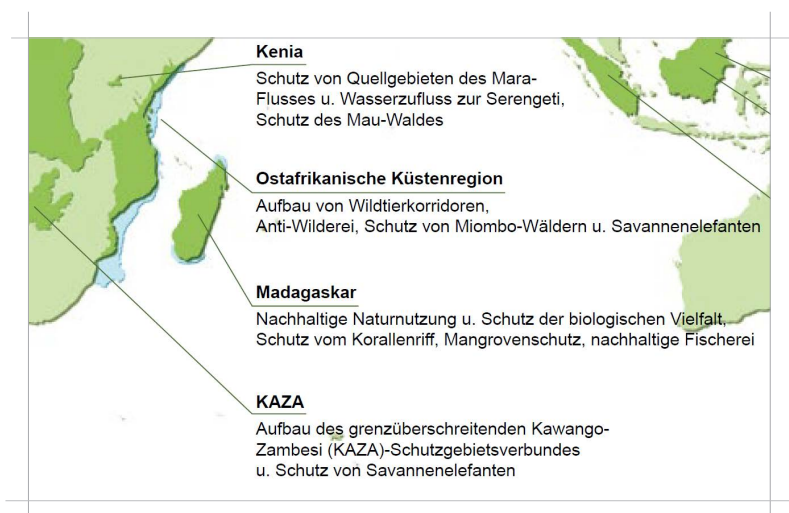 Kenia
Schutz von Quellgebieten des Mara-
Flusses u. Wasserzufluss zur Serengeti,
Schutz des Mau-Waldes
Ostafrikanische Küstenregion
Aufbau von Wildtierkorridoren,
Anti-Wilderei, Schutz von Miombo-Wäldern u. Savannenelefanten
Madagaskar
Nachhaltige Naturnutzung u. Schutz der biologischen Vielfalt,
Schutz vom Korallenriff, Mangrovenschutz, nachhaltige Fischerei
KAZA
Aufbau des grenzüberschreitenden Kawango-
Zambesi (KAZA)-Schutzgebietsverbundes
u. Schutz von Savannenelefanten